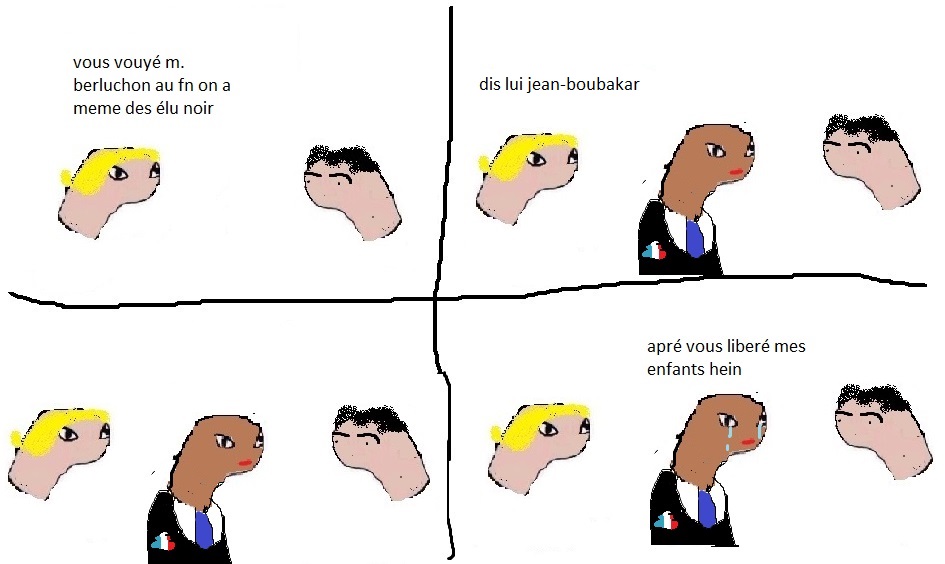 vous vouyé m.
berluchon au fn on a
meme des élu noir
dis lui jean-boubakar
apré vous liberé mes
enfants hein